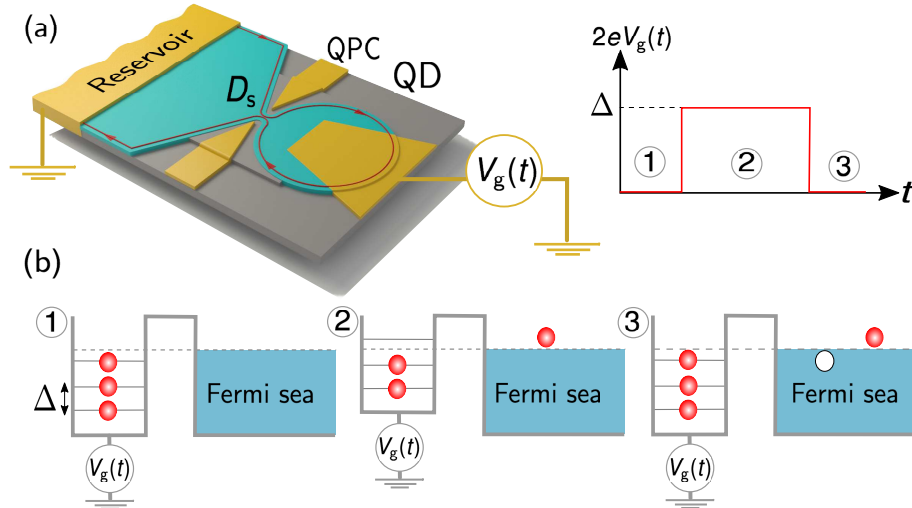 (a)
Reservoir
QPC
QD
Dₛ
V_g(t)
2eV_g(t)
Δ
1
2
3
t
(b)
1
2
3
Δ
Fermi sea
Fermi sea
Fermi sea
V_g(t)
V_g(t)
V_g(t)